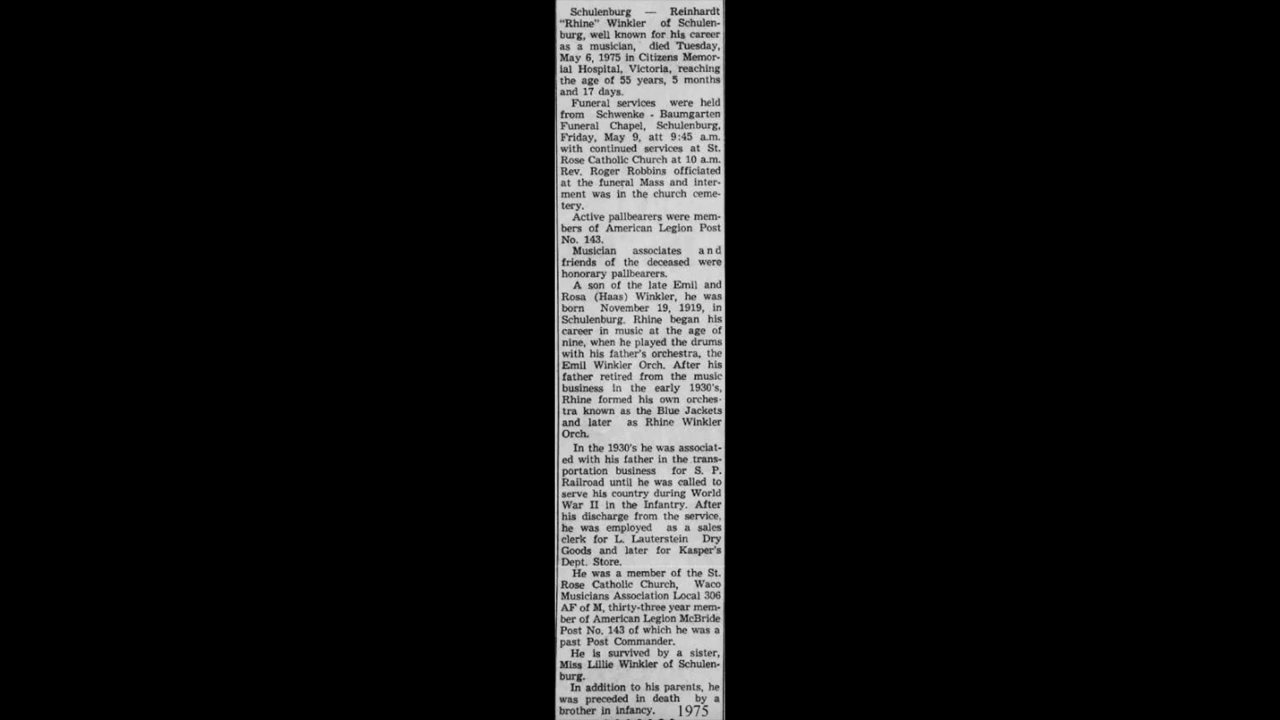 Schulenburg — Reinhardt
“Rhine” Winkler of Schulen-
burg, well known for his career
as a musician, died Tuesday,
May 6, 1975 in Citizens Memor-
ial Hospital, Victoria, reaching
the age of 55 years, 5 months
and 17 days.
Funeral services were held
from Schwenke - Baumgarten
Funeral Chapel, Schulenburg,
Friday, May 9, att 9:45 a.m.
with continued services at St.
Rose Catholic Church at 10 a.m.
Rev. Roger Robbins officiated
at the funeral Mass and inter-
ment was in the church ceme-
tery.
Active pallbearers were mem-
bers of American Legion Post
No. 143.
Musician associates and
friends of the deceased were
honorary pallbearers.
A son of the late Emil and
Rosa (Haas) Winkler, he was
born November 19, 1919, in
Schulenburg. Rhine began his
career in music at the age of
nine, when he played the drums
with his father's orchestra, the
Emil Winkler Orch. After his
father retired from the music
business in the early 1930's,
Rhine formed his own orches-
tra known as the Blue Jackets
and later as Rhine Winkler
Orch.
In the 1930's he was associat-
ed with his father in the trans-
portation business for S. P.
Railroad until he was called to
serve his country during World
War II in the Infantry. After
his discharge from the service,
he was employed as a sales
clerk for L. Lauterstein Dry
Goods and later for Kasper's
Dept. Store.
He was a member of the St.
Rose Catholic Church, Waco
Musicians Association Local 306
AF of M, thirty-three year mem-
ber of American Legion McBride
Post No. 143 of which he was a
past Post Commander.
He is survived by a sister,
Miss Lillie Winkler of Schulen-
burg.
In addition to his parents, he
was preceded in death by a
brother in infancy. 1975